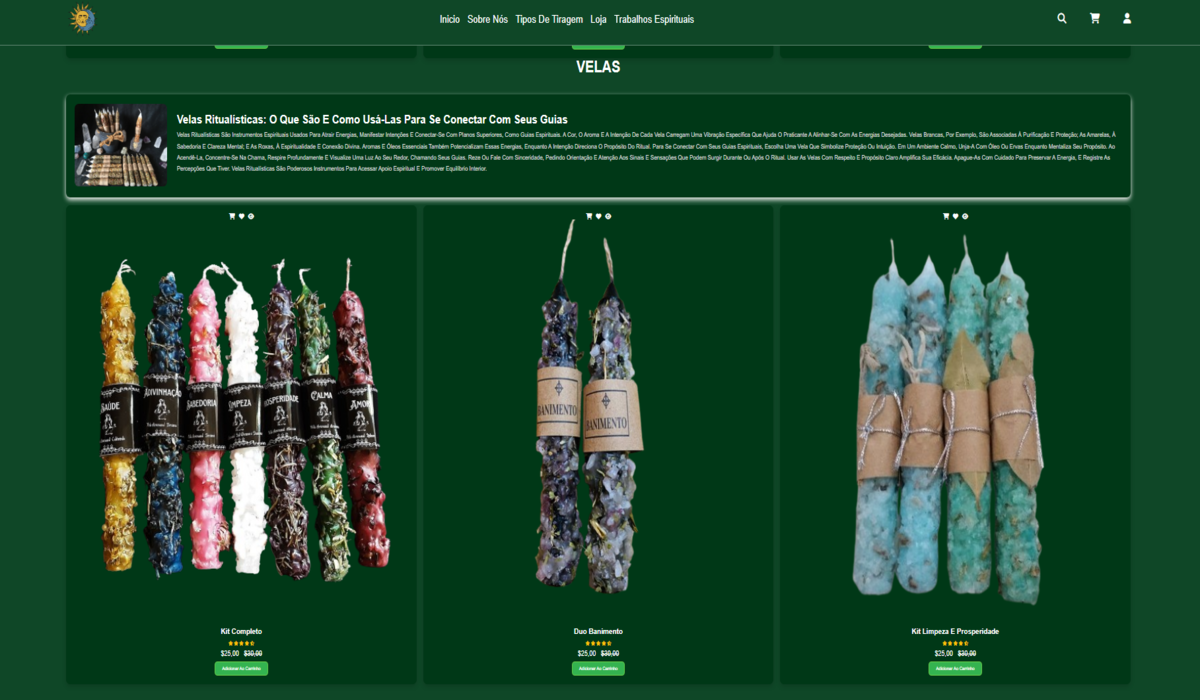 Inicio Sobre Nós Tipos De Tiragem Loja Trabalhos Espirituais
VELAS
Velas Ritualísticas: O Que São E Como Usá-Las Para Se Conectar Com Seus Guias
Velas Ritualísticas São Instrumentos Espirituais Usados Para Atrair Energias, Manifestar Intenções E Conectar-Se Com Planos Superiores, Como Guias Espirituais. A Cor, O Aroma E A Intenção De Cada Vela Carregam Uma Vibração Específica Que Ajuda O Praticante A Alinhar-Se Com As Energias Desejadas. Velas Brancas, Por Exemplo, São Associadas À Purificação E Proteção; As Amarelas, À
Sabedoria E Clareza Mental; E As Roxas, À Espiritualidade E Conexão Divina. Aromas E Óleos Essenciais Também Potencializam Essas Energias, Enquanto A Intenção Direciona O Propósito Do Ritual. Para Se Conectar Com Seus Guias Espirituais, Escolha Uma Vela Que Simbolize Proteção Ou Intuição. Em Um Ambiente Calmo, Unja-A Com Óleo Ou Ervas Enquanto Mentaliza Seu Propósito. Ao
Acendê-La, Concentre-Se Na Chama, Respire Profundamente E Visualize Uma Luz Ao Seu Redor, Chamando Seus Guias. Reze Ou Fale Com Sinceridade, Pedindo Orientação E Atenção Aos Sinais E Sensações Que Podem Surgir Durante Ou Após O Ritual. Usar As Velas Com Respeito E Propósito Claro Amplifica Sua Eficácia. Apague-As Com Cuidado Para Preservar A Energia, E Registre As
Percepções Que Tiver. Velas Ritualísticas São Poderosos Instrumentos Para Acessar Apoio Espiritual E Promover Equilíbrio Interior.
SAÚDE
ADIVINHAÇÃO
SABEDORIA
LIMPEZA
PROSPERIDADE
CALMA
AMOR
BANIMENTO
BANIMENTO
Kit Completo
$25,00 $30,00
Adicionar Ao Carrinho
Duo Banimento
$25,00 $30,00
Adicionar Ao Carrinho
Kit Limpeza E Prosperidade
$25,00 $30,00
Adicionar Ao Carrinho